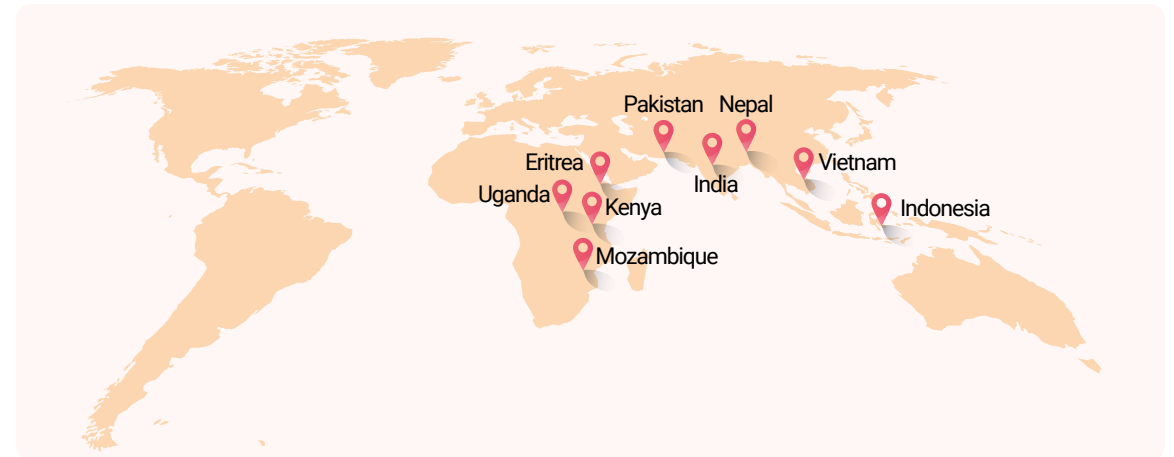 Pakistan
Nepal
Eritrea
Vietnam
India
Uganda
Kenya
Indonesia
Mozambique